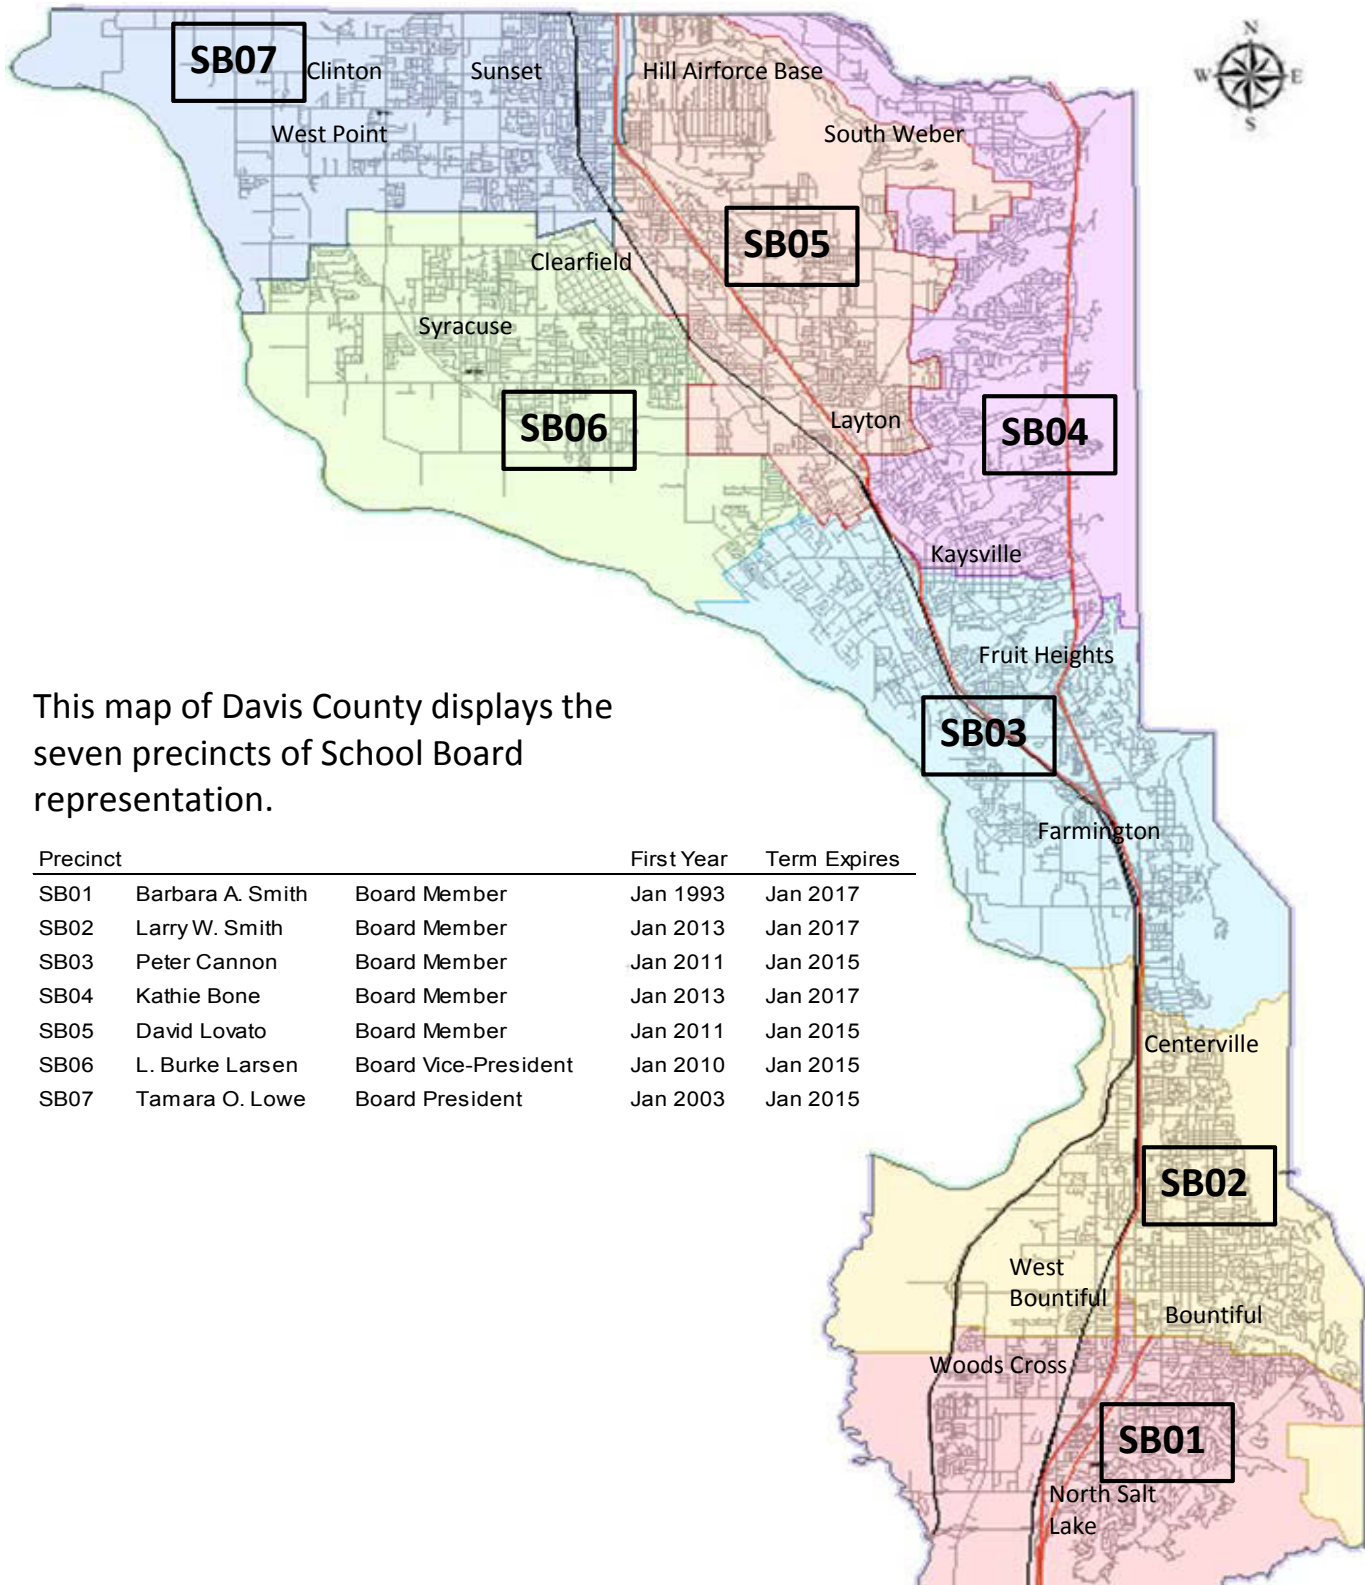 N
W E
S
SB07
Clinton
Sunset
Hill Airforce Base
West Point
South Weber
SB05
Clearfield
Syracuse
SB06
Layton
SB04
Kaysville
Fruit Heights
SB03
Farmington
This map of Davis County displays the
seven precincts of School Board
representation.
Precinct First Year Term Expires
SB01 Barbara A. Smith Board Member Jan 1993 Jan 2017
SB02 Larry W. Smith Board Member Jan 2013 Jan 2017
SB03 Peter Cannon Board Member Jan 2011 Jan 2015
SB04 Kathie Bone Board Member Jan 2013 Jan 2017
SB05 David Lovato Board Member Jan 2011 Jan 2015
SB06 L. Burke Larsen Board Vice-President Jan 2010 Jan 2015
SB07 Tamara O. Lowe Board President Jan 2003 Jan 2015
Centerville
SB02
West
Bountiful
Bountiful
Woods Cross
SB01
North Salt
Lake